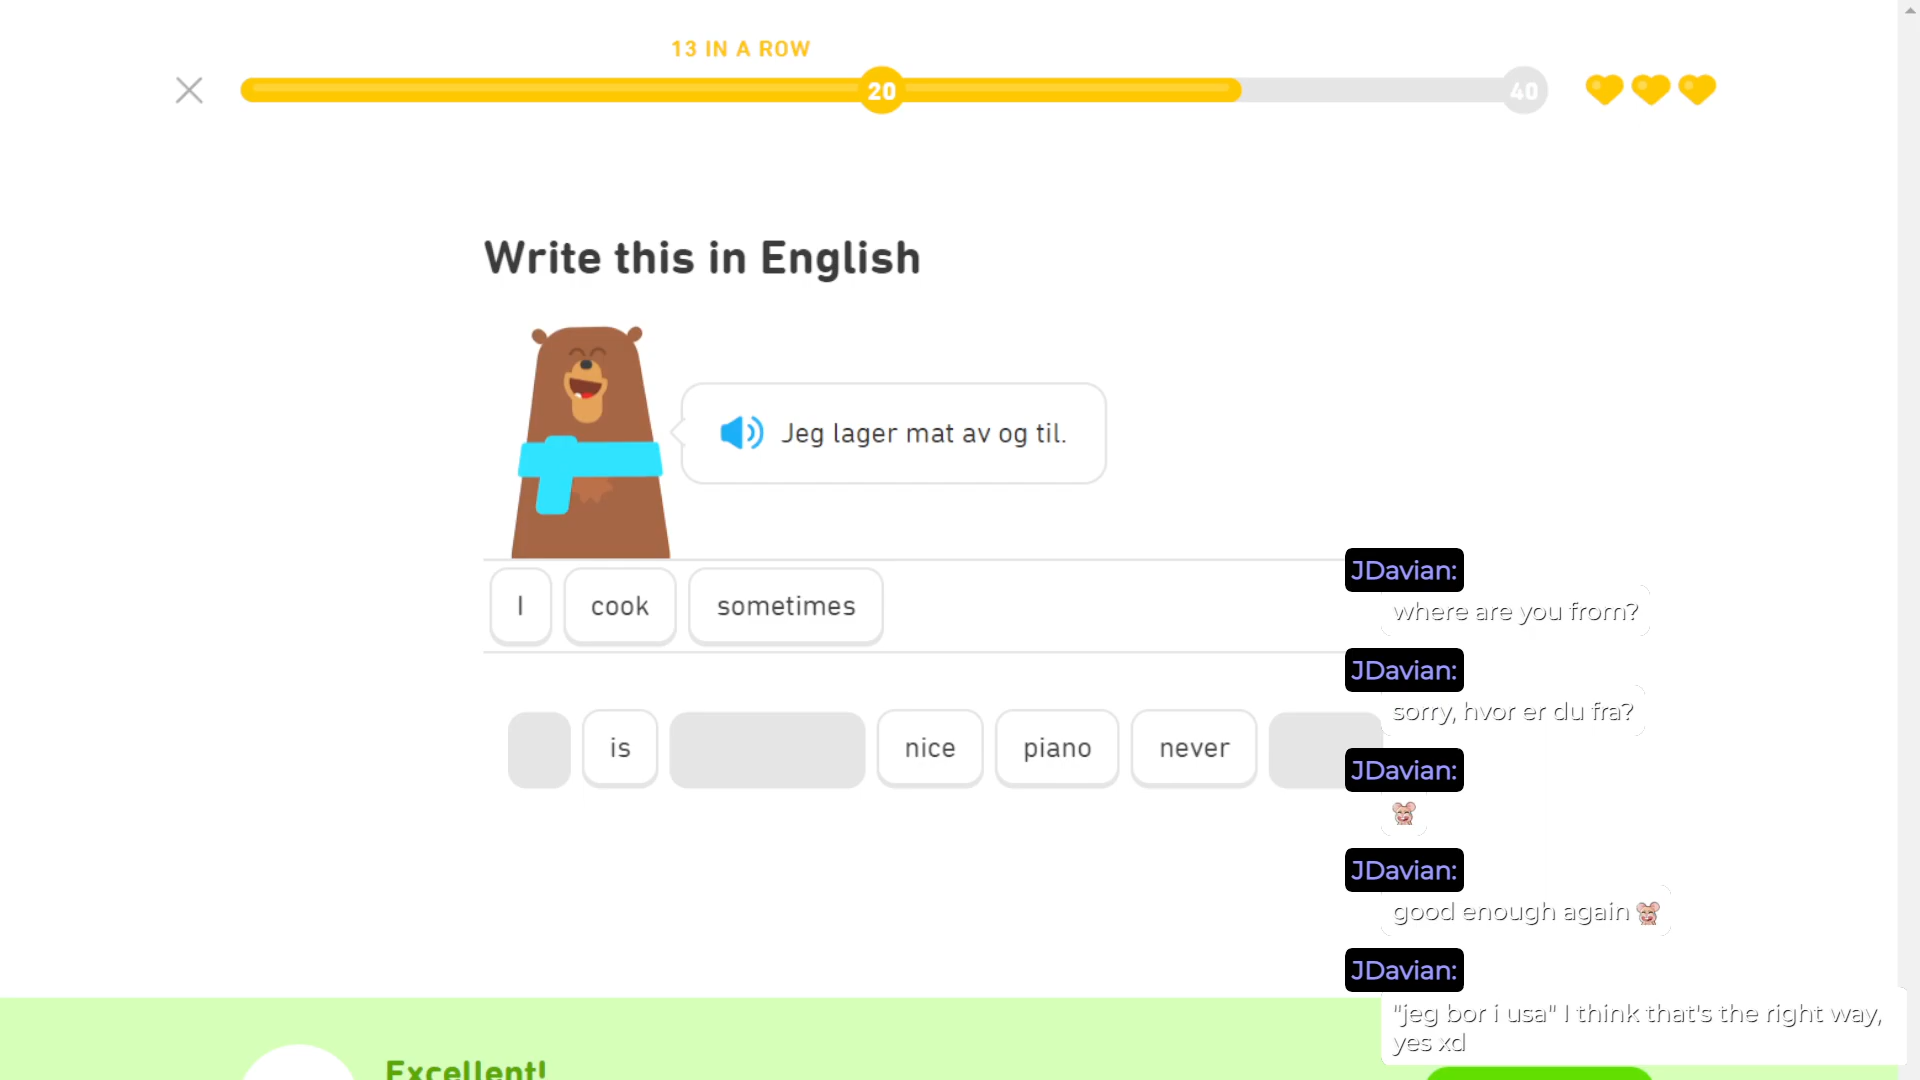 13 IN A ROW
20
40
Write this in English
Jeg lager mat av og til.
I cook sometimes
is nice piano never
JDavian:
where are you from?
JDavian:
sorry, hvor er du fra?
JDavian:
JDavian:
good enough again
JDavian:
"jeg bor i usa" I think that's the right way,
yes xd
Excellent!